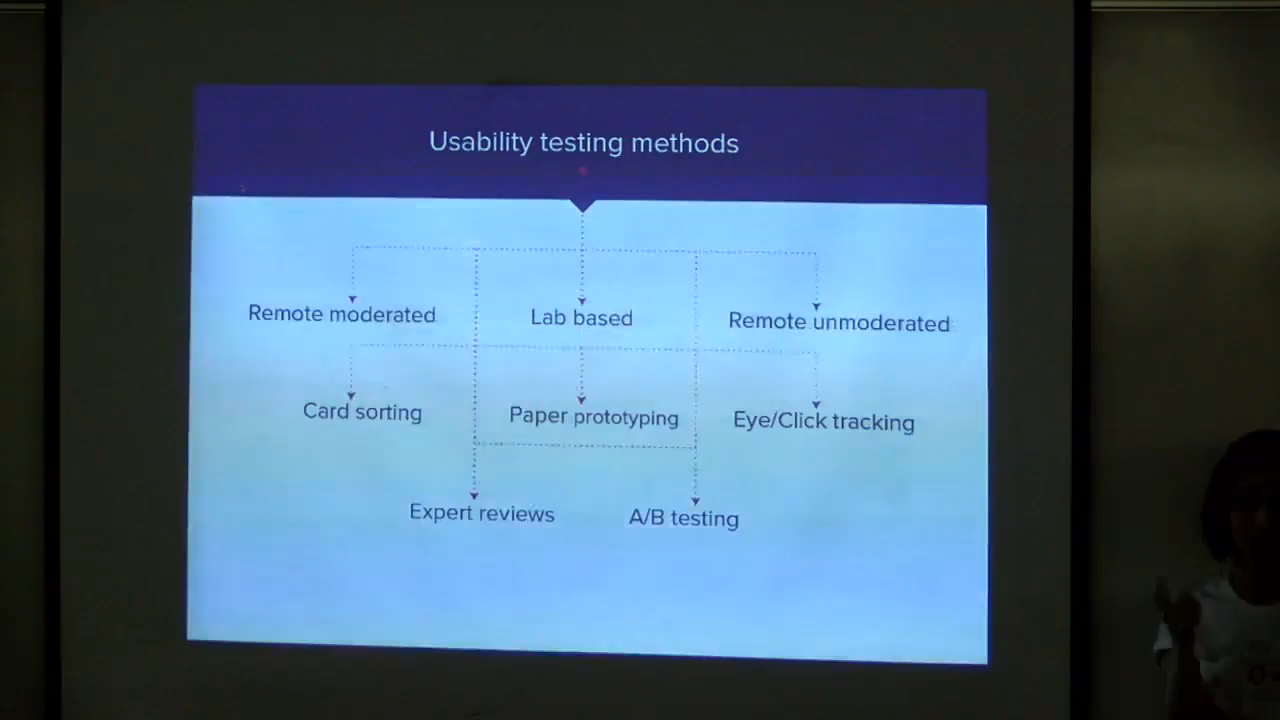 Usability testing methods
Remote moderated
Lab based
Remote unmoderated
Card sorting
Paper prototyping
Eye/Click tracking
Expert reviews
A/B testing